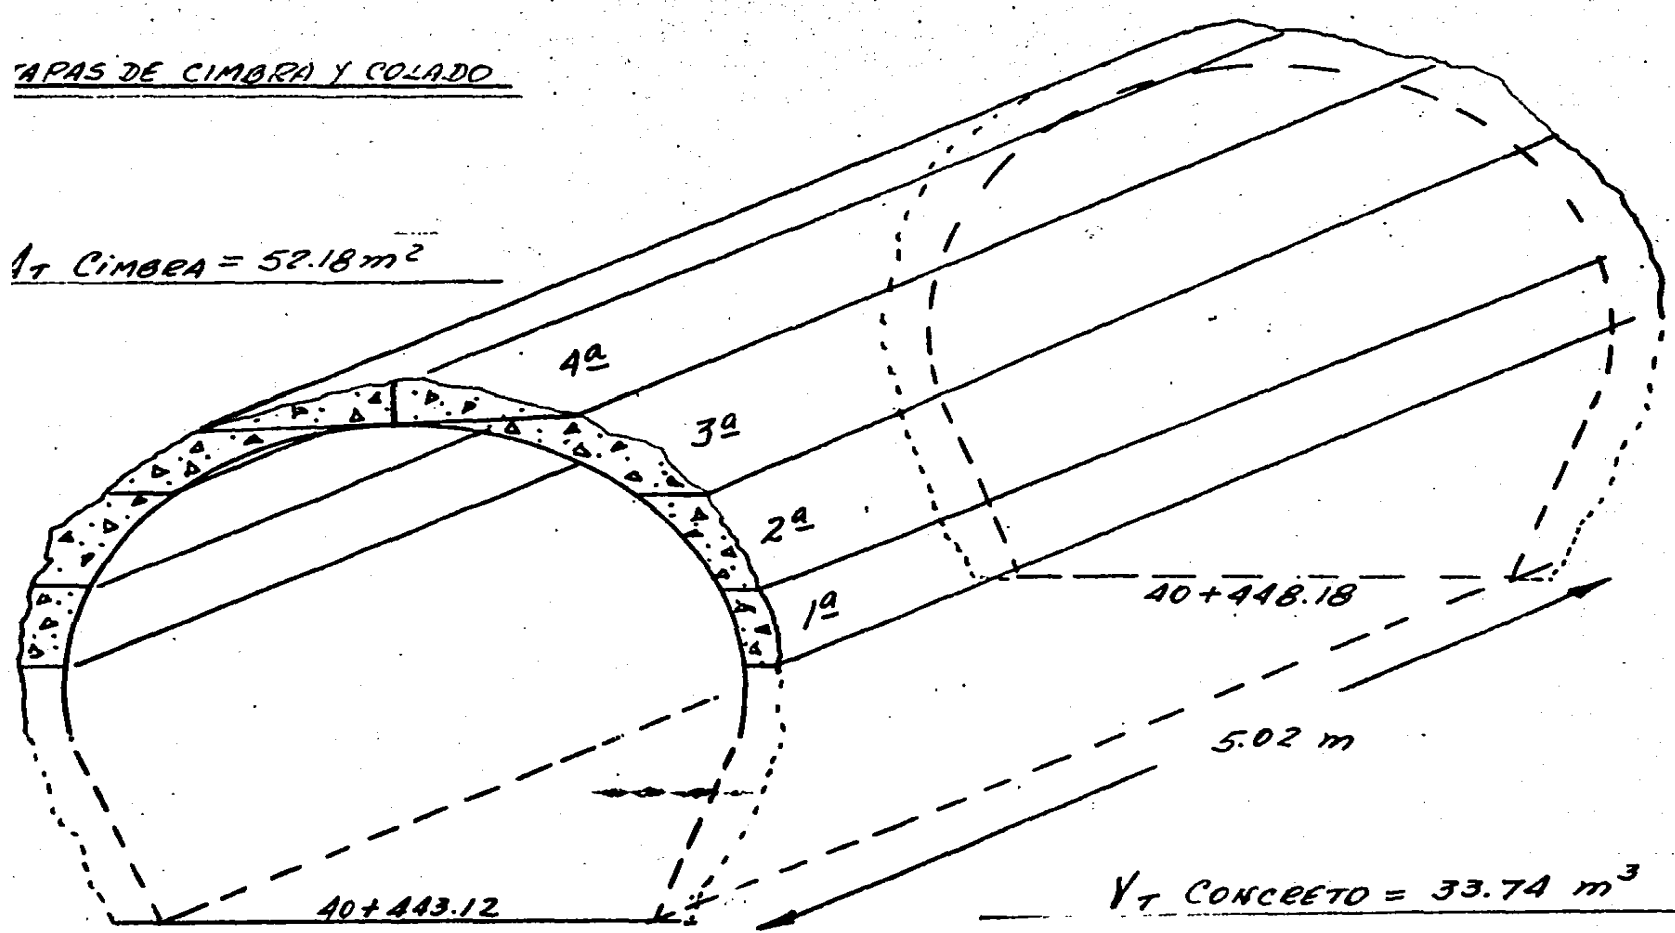 TAPAS DE CIMBRA Y COLADO
AT CIMBRA = 52.18 m²
4ª
3ª
2ª
1ª
40+448.18
5.02 m
40+443.12
VT CONCRETO = 33.74 m³